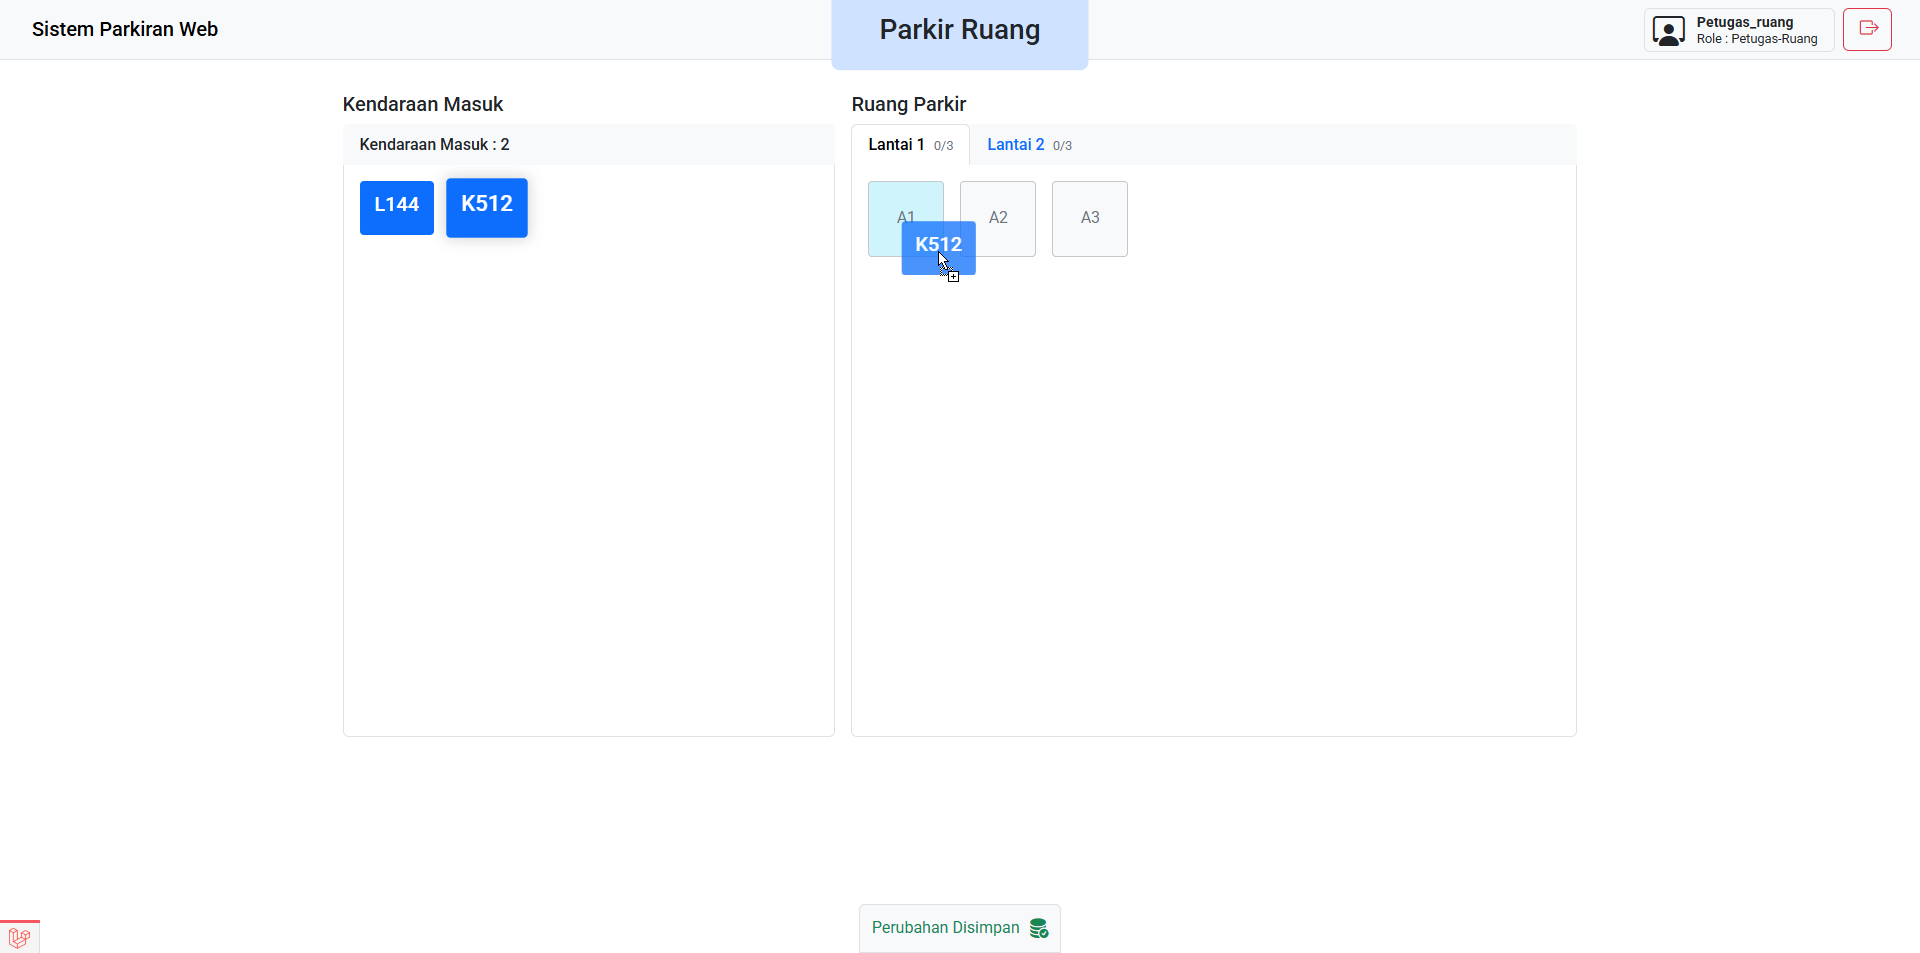 Sistem Parkiran Web
Parkir Ruang
Petugas_ruang
Role : Petugas-Ruang
Kendaraan Masuk
Kendaraan Masuk : 2
L144
K512
Ruang Parkir
Lantai 1 0/3
Lantai 2 0/3
A1
A2
A3
K512
Perubahan Disimpan